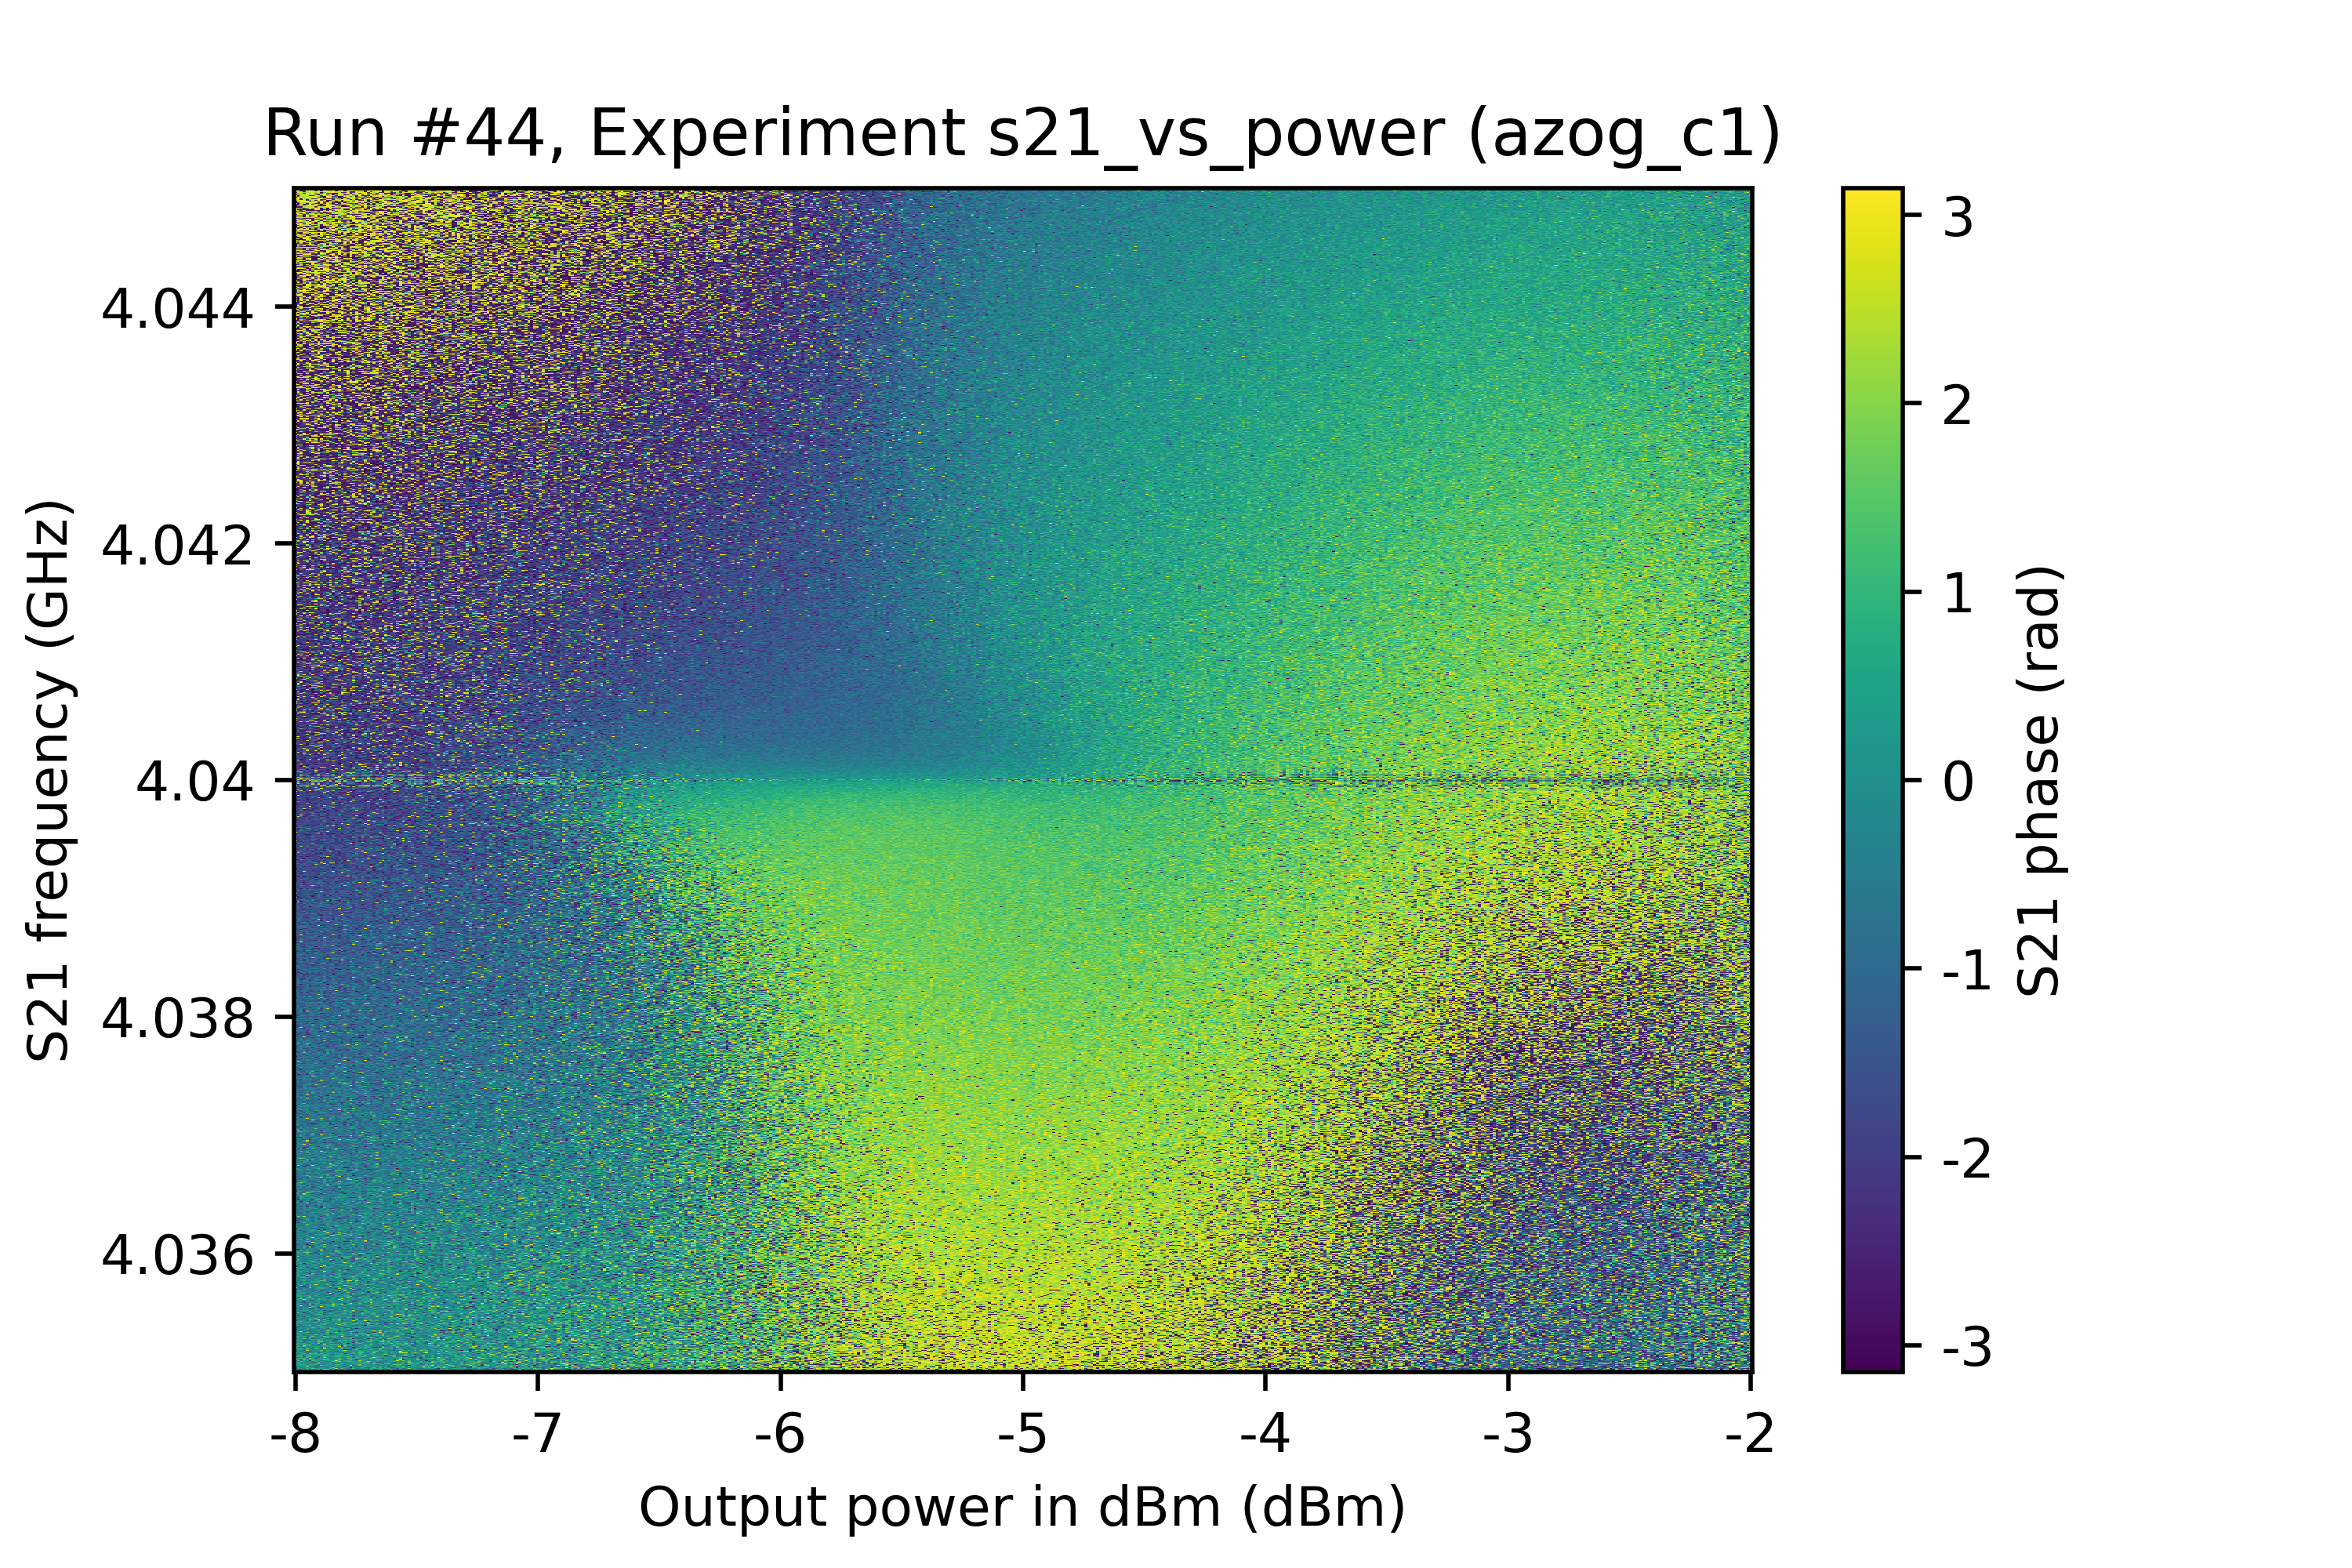 Run #44, Experiment s21_vs_power (azog_c1)
S21 frequency (GHz)
4.044
4.042
4.04
4.038
4.036
-8 -7 -6 -5 -4 -3 -2
Output power in dBm (dBm)
3
2
1
0
-1
-2
-3
S21 phase (rad)